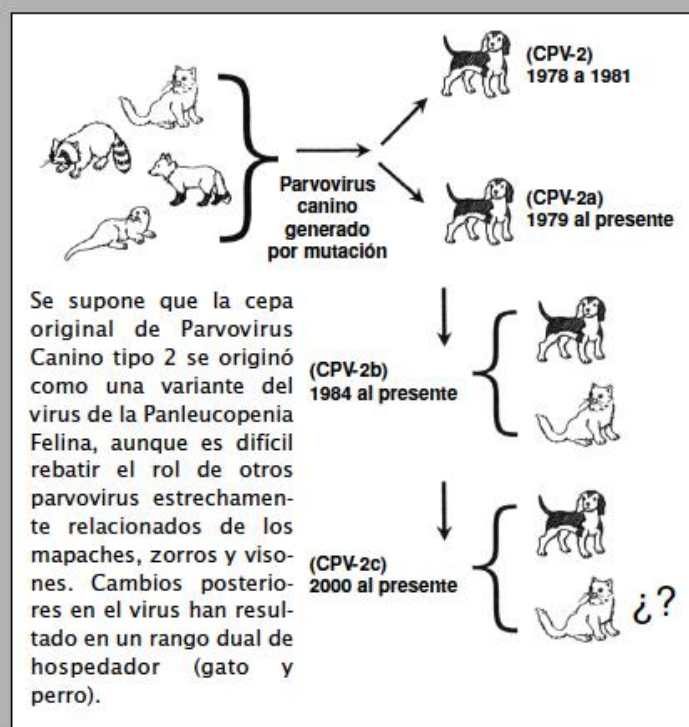 (CPV-2)
1978 a 1981
Parvovirus
canino
generado
por mutación
(CPV-2a)
1979 al presente
Se supone que la cepa
original de Parvovirus
Canino tipo 2 se originó
como una variante del
virus de la Panleucopenia
Felina, aunque es difícil
rebatir el rol de otros
parvovirus estrechamen-
te relacionados de los
mapaches, zorros y viso-
nes. Cambios posterio-
res en el virus han resul-
tado en un rango dual de
hospedador (gato y
perro).
(CPV-2b)
1984 al presente
(CPV-2c)
2000 al presente
¿?